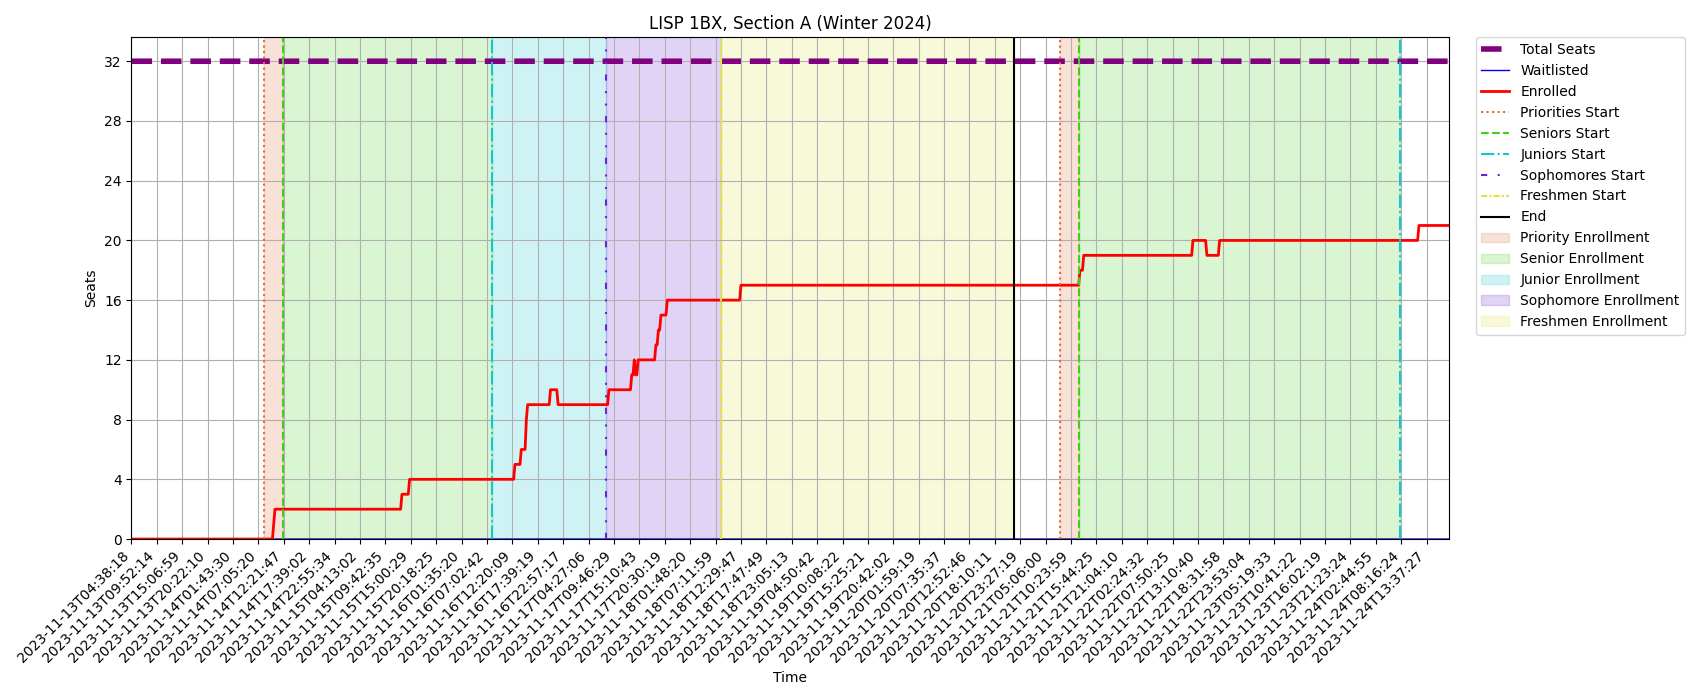 LISP 1BX, Section A (Winter 2024)
Seats
32
28
24
20
16
12
8
4
0
2023-11-13T04:38:18
2023-11-13T09:52:14
2023-11-13T15:06:59
2023-11-13T20:22:10
2023-11-14T01:43:30
2023-11-14T07:05:20
2023-11-14T12:21:47
2023-11-14T17:39:02
2023-11-14T22:55:34
2023-11-15T04:13:02
2023-11-15T09:42:35
2023-11-15T15:00:29
2023-11-15T20:18:25
2023-11-16T01:35:20
2023-11-16T07:02:42
2023-11-16T12:20:09
2023-11-16T17:39:19
2023-11-16T22:57:17
2023-11-17T04:27:06
2023-11-17T09:46:29
2023-11-17T15:10:43
2023-11-17T20:30:19
2023-11-18T01:48:20
2023-11-18T07:11:59
2023-11-18T12:29:47
2023-11-18T17:47:49
2023-11-18T23:05:13
2023-11-19T04:50:42
2023-11-19T10:08:22
2023-11-19T15:25:21
2023-11-19T20:42:02
2023-11-20T01:59:19
2023-11-20T07:35:37
2023-11-20T12:52:46
2023-11-20T18:10:11
2023-11-20T23:27:19
2023-11-21T05:06:00
2023-11-21T10:23:59
2023-11-21T15:44:25
2023-11-21T21:04:10
2023-11-22T02:24:32
2023-11-22T07:50:25
2023-11-22T13:10:40
2023-11-22T18:31:58
2023-11-22T23:53:04
2023-11-23T05:19:33
2023-11-23T10:41:22
2023-11-23T16:02:19
2023-11-23T21:23:24
2023-11-24T02:44:55
2023-11-24T08:16:24
2023-11-24T13:37:27
Time
Total Seats
Waitlisted
Enrolled
Priorities Start
Seniors Start
Juniors Start
Sophomores Start
Freshmen Start
End
Priority Enrollment
Senior Enrollment
Junior Enrollment
Sophomore Enrollment
Freshmen Enrollment